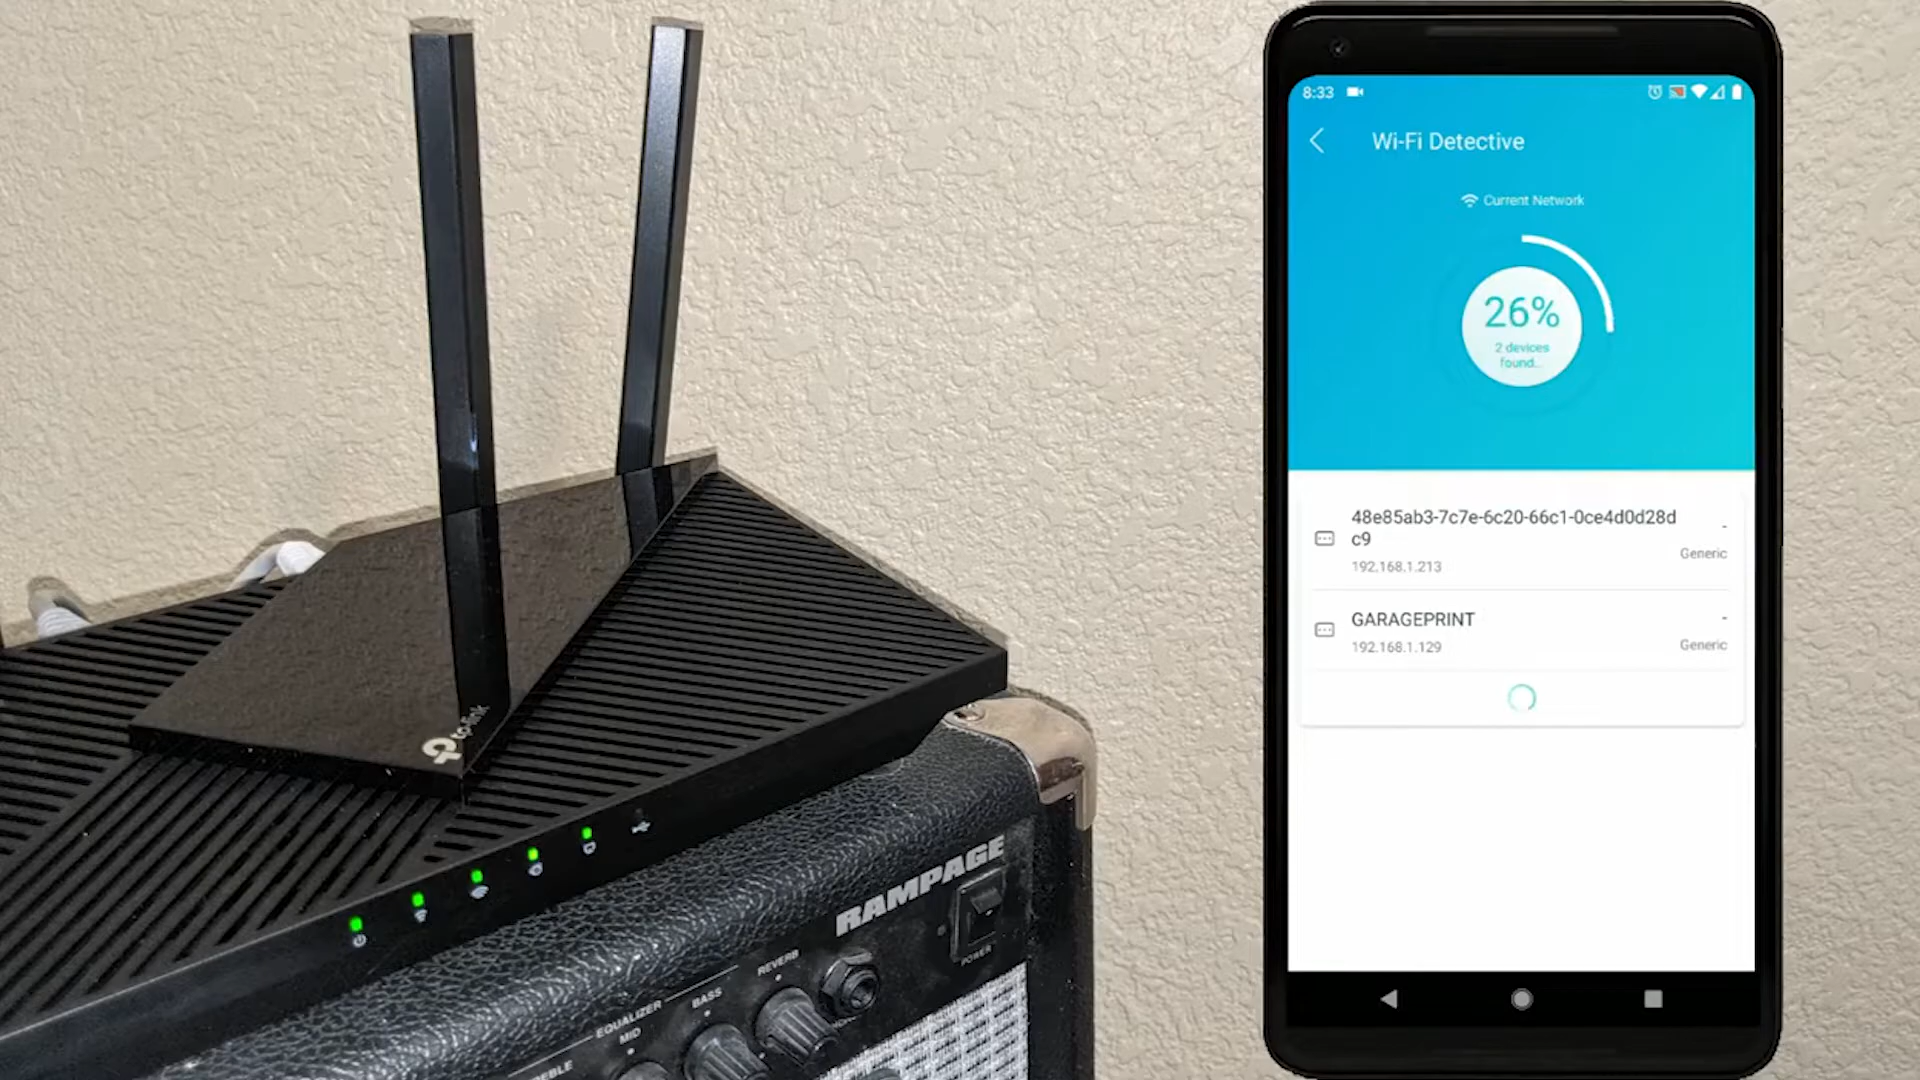 tp-link
RAMPAGE
POWER
REVERB
BASS
EQUALIZER
MID
8:33
Wi-Fi Detective
Current Network
26%
2 devices
found...
48e85ab3-7c7e-6c20-66c1-0ce4d0d28d
c9
-
Generic
192.168.1.213
GARAGEPRINT
-
Generic
192.168.1.129